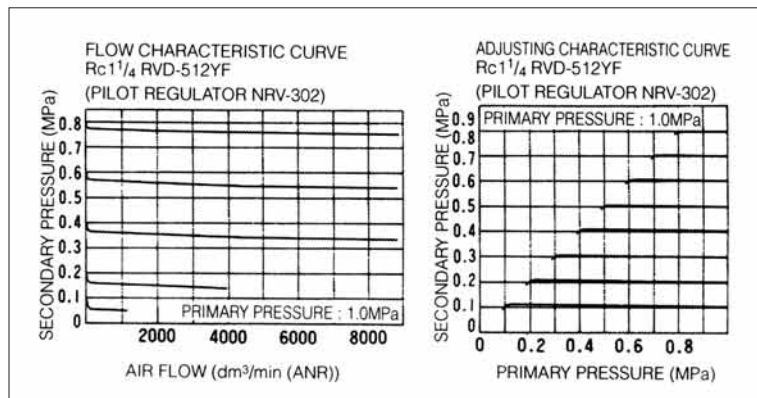 FLOW CHARACTERISTIC CURVE
Rc1¹/₄ RVD-512YF
(PILOT REGULATOR NRV-302)
SECONDARY PRESSURE (MPa)
0.8
0.7
0.6
0.5
0.4
0.3
0.2
0.1
0
PRIMARY PRESSURE : 1.0MPa
2000 4000 6000 8000
AIR FLOW (dm³/min (ANR))
ADJUSTING CHARACTERISTIC CURVE
Rc1¹/₄ RVD-512YF
(PILOT REGULATOR NRV-302)
SECONDARY PRESSURE (MPa)
0.9
PRIMARY PRESSURE : 1.0MPa
0.8
0.7
0.6
0.5
0.4
0.3
0.2
0.1
0
0 0.2 0.4 0.6 0.8
PRIMARY PRESSURE (MPa)